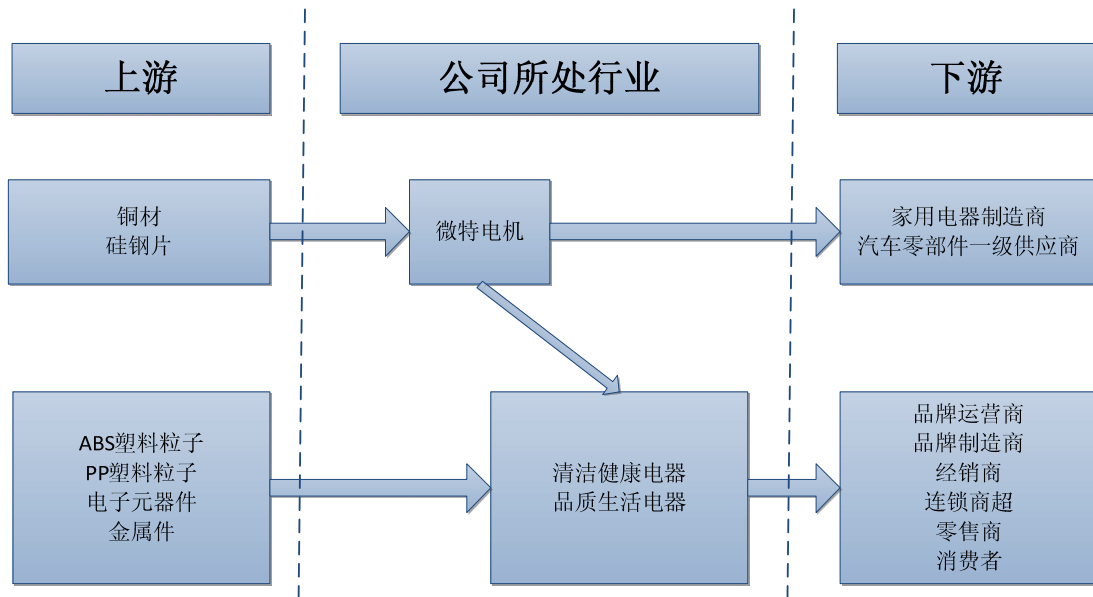 上游
公司所处行业
下游
铜材
硅钢片
微特电机
家用电器制造商
汽车零部件一级供应商
ABS塑料粒子
PP塑料粒子
电子元器件
金属件
清洁健康电器
品质生活电器
品牌运营商
品牌制造商
经销商
连锁商超
零售商
消费者